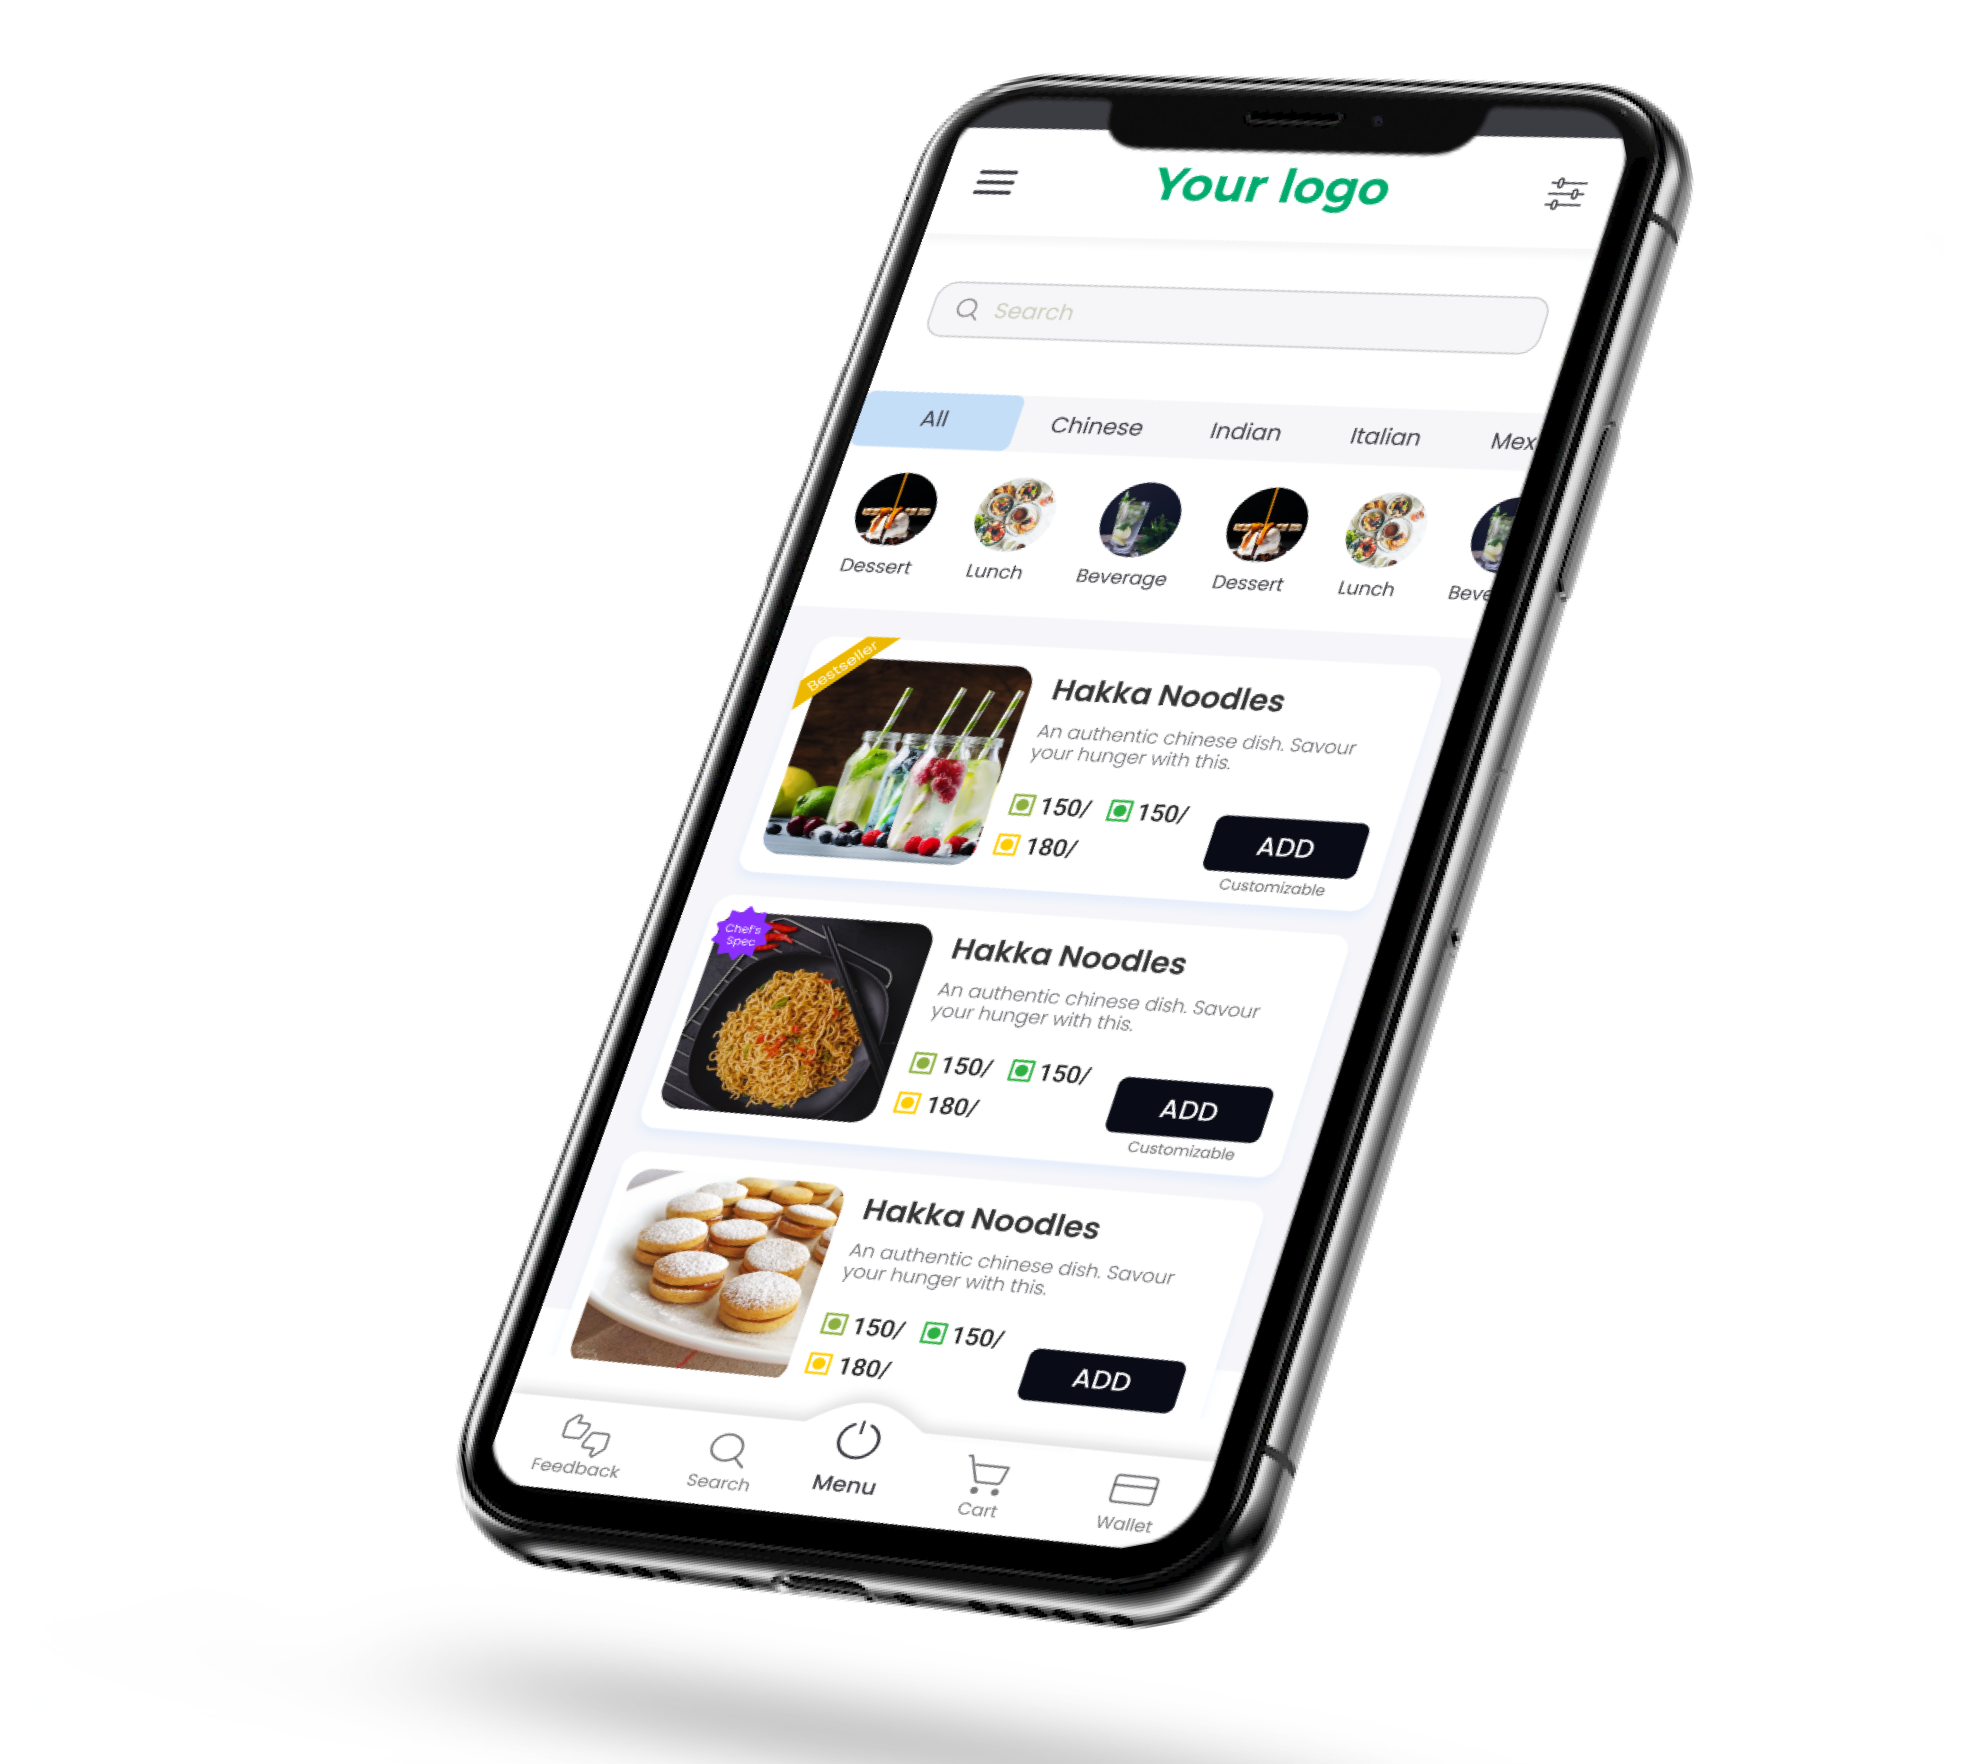 Your logo
Search
All Chinese Indian Italian Mex
Dessert Lunch Beverage Dessert Lunch Beve
Bestseller
Hakka Noodles
An authentic chinese dish. Savour
your hunger with this.
150/ 150/
180/
ADD
Customizable
Chef's
Spec
Hakka Noodles
An authentic chinese dish. Savour
your hunger with this.
150/ 150/
180/
ADD
Customizable
Hakka Noodles
An authentic chinese dish. Savour
your hunger with this.
150/ 150/
180/
ADD
Feedback Search Menu Cart Wallet